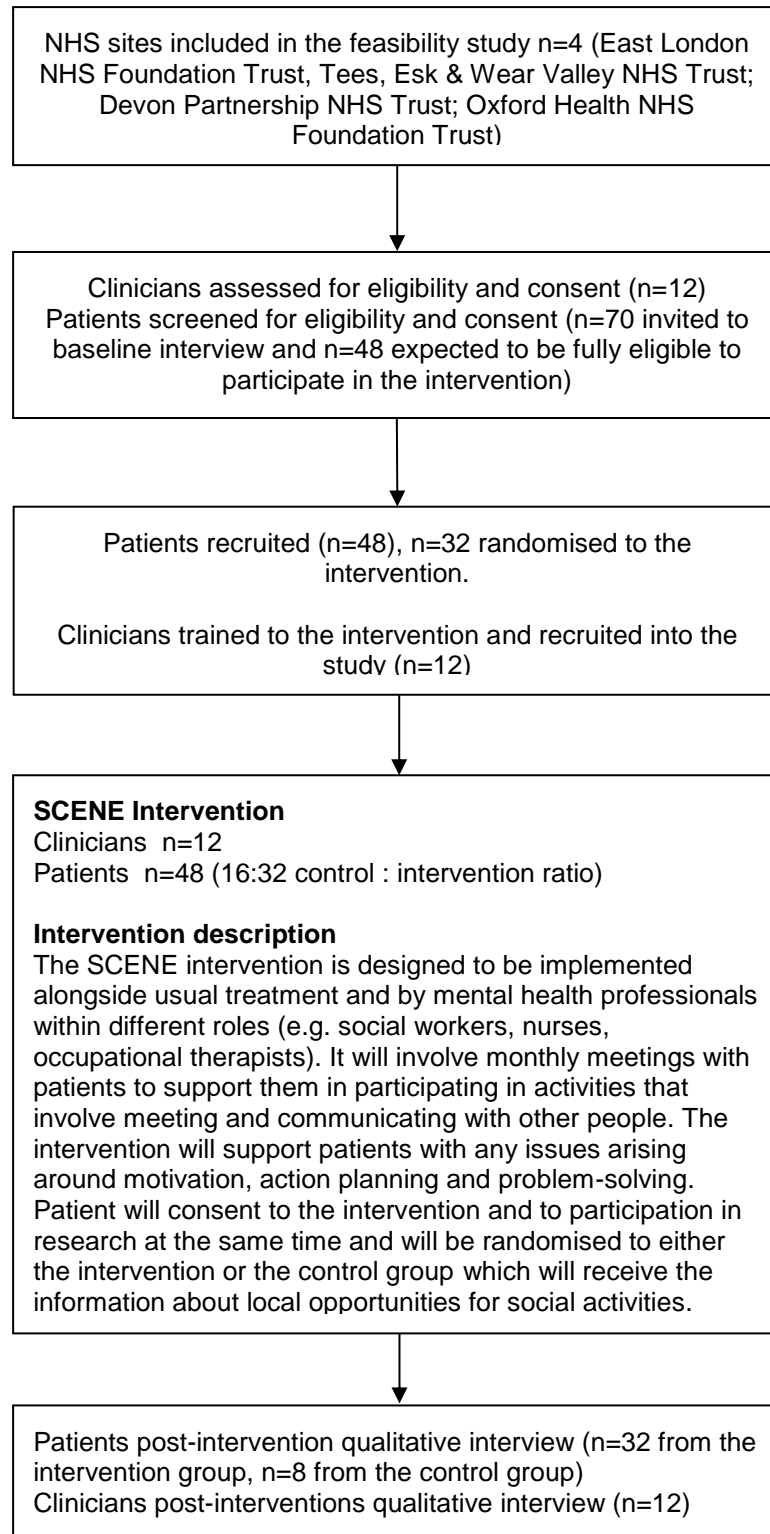 NHS sites included in the feasibility study n=4 (East London
NHS Foundation Trust, Tees, Esk & Wear Valley NHS Trust;
Devon Partnership NHS Trust; Oxford Health NHS
Foundation Trust)
Clinicians assessed for eligibility and consent (n=12)
Patients screened for eligibility and consent (n=70 invited to
baseline interview and n=48 expected to be fully eligible to
participate in the intervention)
Patients recruited (n=48), n=32 randomised to the
intervention.
Clinicians trained to the intervention and recruited into the
study (n=12)
SCENE Intervention
Clinicians n=12
Patients n=48 (16:32 control : intervention ratio)
Intervention description
The SCENE intervention is designed to be implemented
alongside usual treatment and by mental health professionals
within different roles (e.g. social workers, nurses,
occupational therapists). It will involve monthly meetings with
patients to support them in participating in activities that
involve meeting and communicating with other people. The
intervention will support patients with any issues arising
around motivation, action planning and problem-solving.
Patient will consent to the intervention and to participation in
research at the same time and will be randomised to either
the intervention or the control group which will receive the
information about local opportunities for social activities.
Patients post-intervention qualitative interview (n=32 from the
intervention group, n=8 from the control group)
Clinicians post-interventions qualitative interview (n=12)